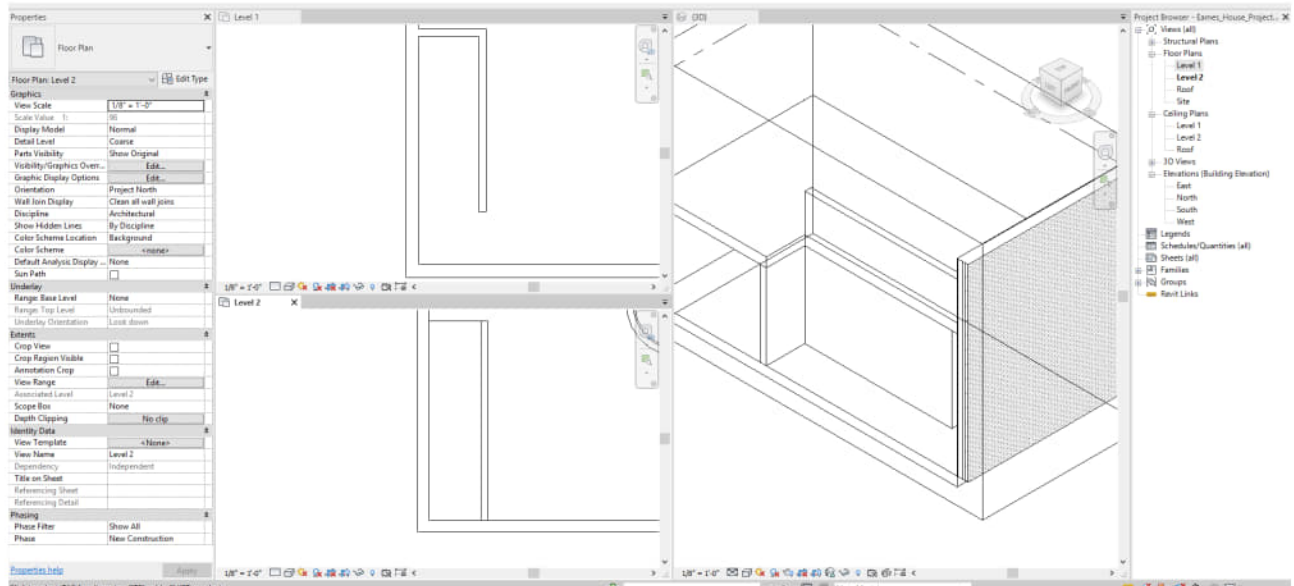 Properties
Floor Plan
Floor Plan: Level 2
Edit Type
Graphics
View Scale 1/8" = 1'-0"
Scale Value 1: 96
Display Model Normal
Detail Level Coarse
Parts Visibility Show Original
Visibility/Graphics Overr... Edit...
Graphic Display Options Edit...
Orientation Project North
Wall Join Display Clean all wall joins
Discipline Architectural
Show Hidden Lines By Discipline
Color Scheme Location Background
Color Scheme <none>
Default Analysis Display ... None
Sun Path
Underlay
Range: Base Level None
Range: Top Level Unbounded
Underlay Orientation Look down
Extents
Crop View
Crop Region Visible
Annotation Crop
View Range Edit...
Associated Level Level 2
Scope Box None
Depth Clipping No clip
Identity Data
View Template <None>
View Name Level 2
Dependency Independent
Title on Sheet
Referencing Sheet
Referencing Detail
Phasing
Phase Filter Show All
Phase New Construction
Properties help
Apply
Level 1
1/8" = 1'-0"
Level 2
1/8" = 1'-0"
(3D)
1/8" = 1'-0"
Project Browser - Eames_House_Project...
Views (all)
Structural Plans
Floor Plans
Level 1
Level 2
Roof
Site
Ceiling Plans
Level 1
Level 2
Roof
3D Views
Elevations (Building Elevation)
East
North
South
West
Legends
Schedules/Quantities (all)
Sheets (all)
Families
Groups
Revit Links